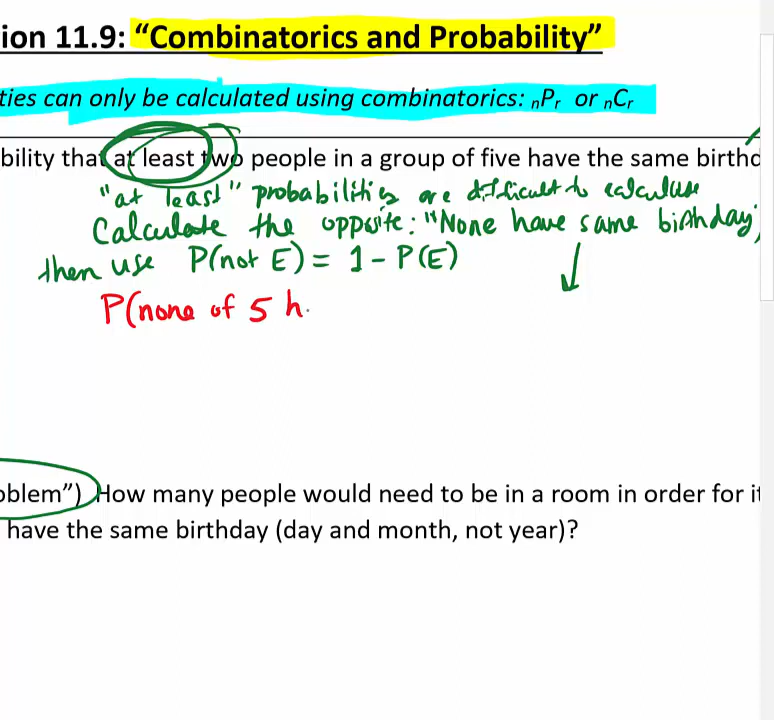 ion 11.9: “Combinatorics and Probability”
ties can only be calculated using combinatorics: nPr or nCr
bility that at least two people in a group of five have the same birthd
"at least" probabilities are difficult to calculate
Calculate the opposite: "None have same birthday,
then use P(not E) = 1 - P(E)
P(none of 5 h
oblem”) How many people would need to be in a room in order for it
have the same birthday (day and month, not year)?